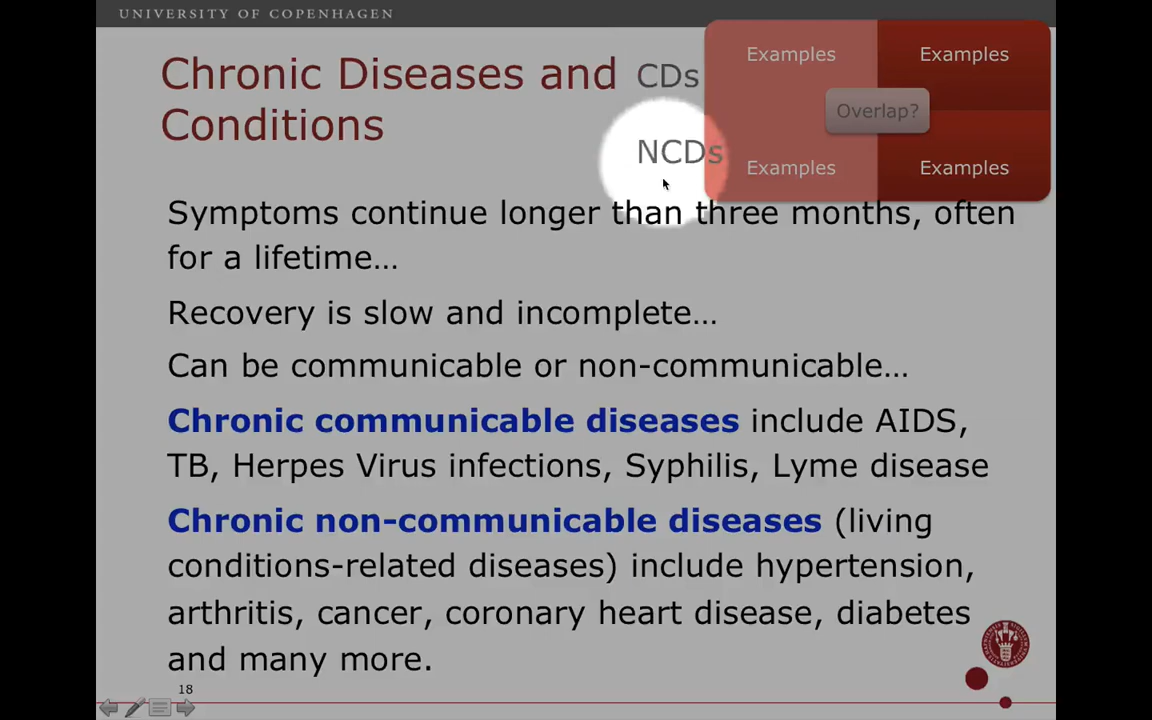 UNIVERSITY OF COPENHAGEN
Chronic Diseases and
Conditions
CDs
NCDs
Examples Examples
Overlap?
Examples Examples
Symptoms continue longer than three months, often
for a lifetime…
Recovery is slow and incomplete…
Can be communicable or non-communicable…
Chronic communicable diseases include AIDS,
TB, Herpes Virus infections, Syphilis, Lyme disease
Chronic non-communicable diseases (living
conditions-related diseases) include hypertension,
arthritis, cancer, coronary heart disease, diabetes
and many more.
18